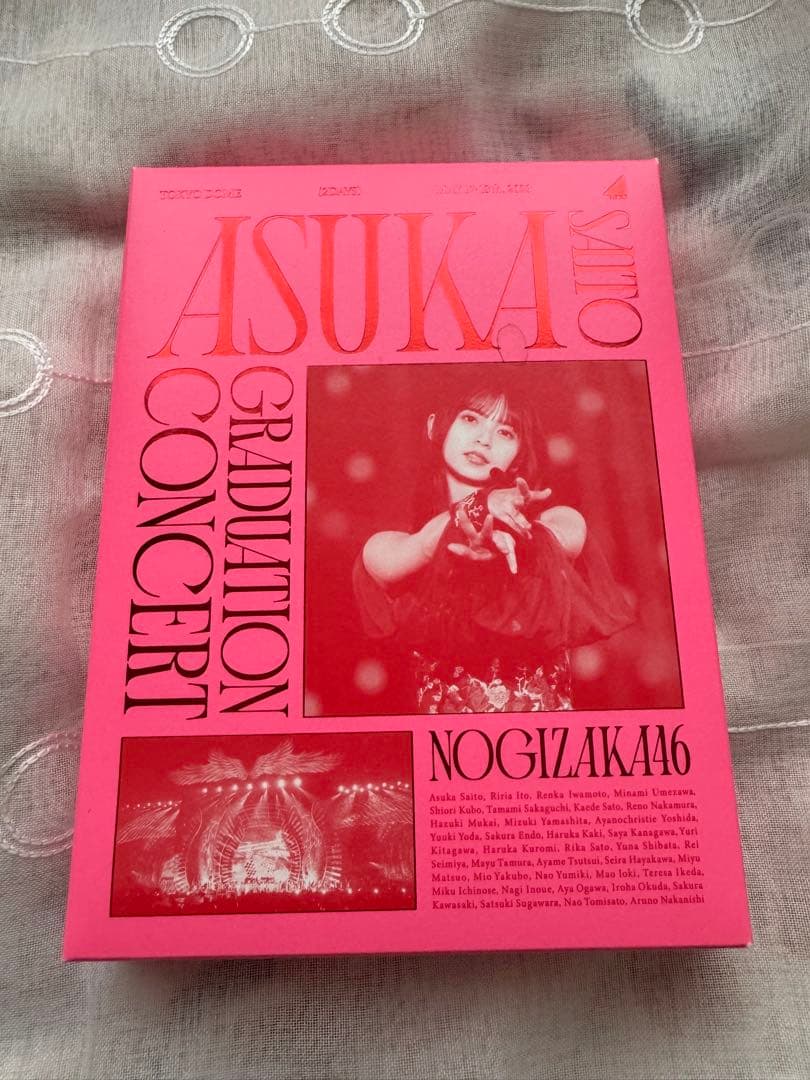 TOKYO DOME [2DAYS]
ASUKA
SAITO
GRADUATION
CONCERT
NOGIZAKA46
Asuka Saito, Riria Ito, Renka Iwamoto, Minami Umezawa,
Shiori Kubo, Tamami Sakaguchi, Kaede Sato, Reno Nakamura,
Hazuki Mukai, Mizuki Yamashita, Ayanochristie Yoshida,
Yuuki Yoda, Sakura Endo, Haruka Kaki, Saya Kanagawa, Yuri
Kitagawa, Haruka Kuromi, Rika Sato, Yuna Shibata, Rei
Seimiya, Mayu Tamura, Ayame Tsutsui, Seira Hayakawa, Miyu
Matsuo, Mio Yakubo, Nao Yumiki, Mao Ioki, Teresa Ikeda,
Miku Ichinose, Nagi Inoue, Aya Ogawa, Iroha Okuda, Sakura
Kawasaki, Satsuki Sugawara, Nao Tomisato, Aruno Nakanishi